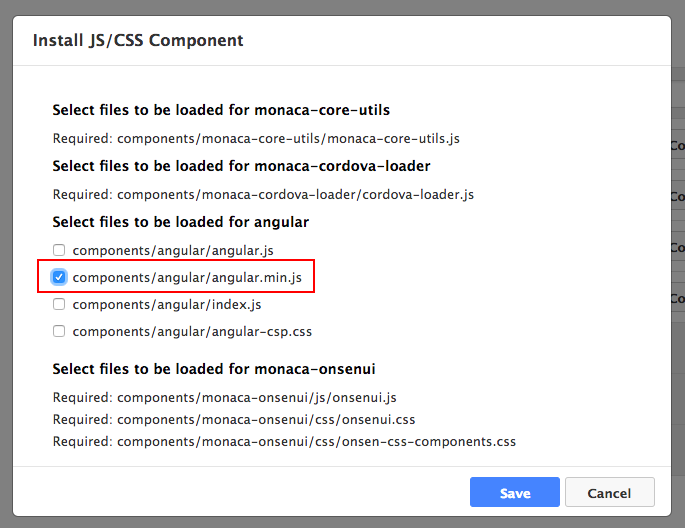 Install JS/CSS Component
Select files to be loaded for monaca-core-utils
Required: components/monaca-core-utils/monaca-core-utils.js
Select files to be loaded for monaca-cordova-loader
Required: components/monaca-cordova-loader/cordova-loader.js
Select files to be loaded for angular
components/angular/angular.js
components/angular/angular.min.js
components/angular/index.js
components/angular/angular-csp.css
Select files to be loaded for monaca-onsenui
Required: components/monaca-onsenui/js/onsenui.js
Required: components/monaca-onsenui/css/onsenui.css
Required: components/monaca-onsenui/css/onsen-css-components.css
Save Cancel
Co
Co
Co
Co